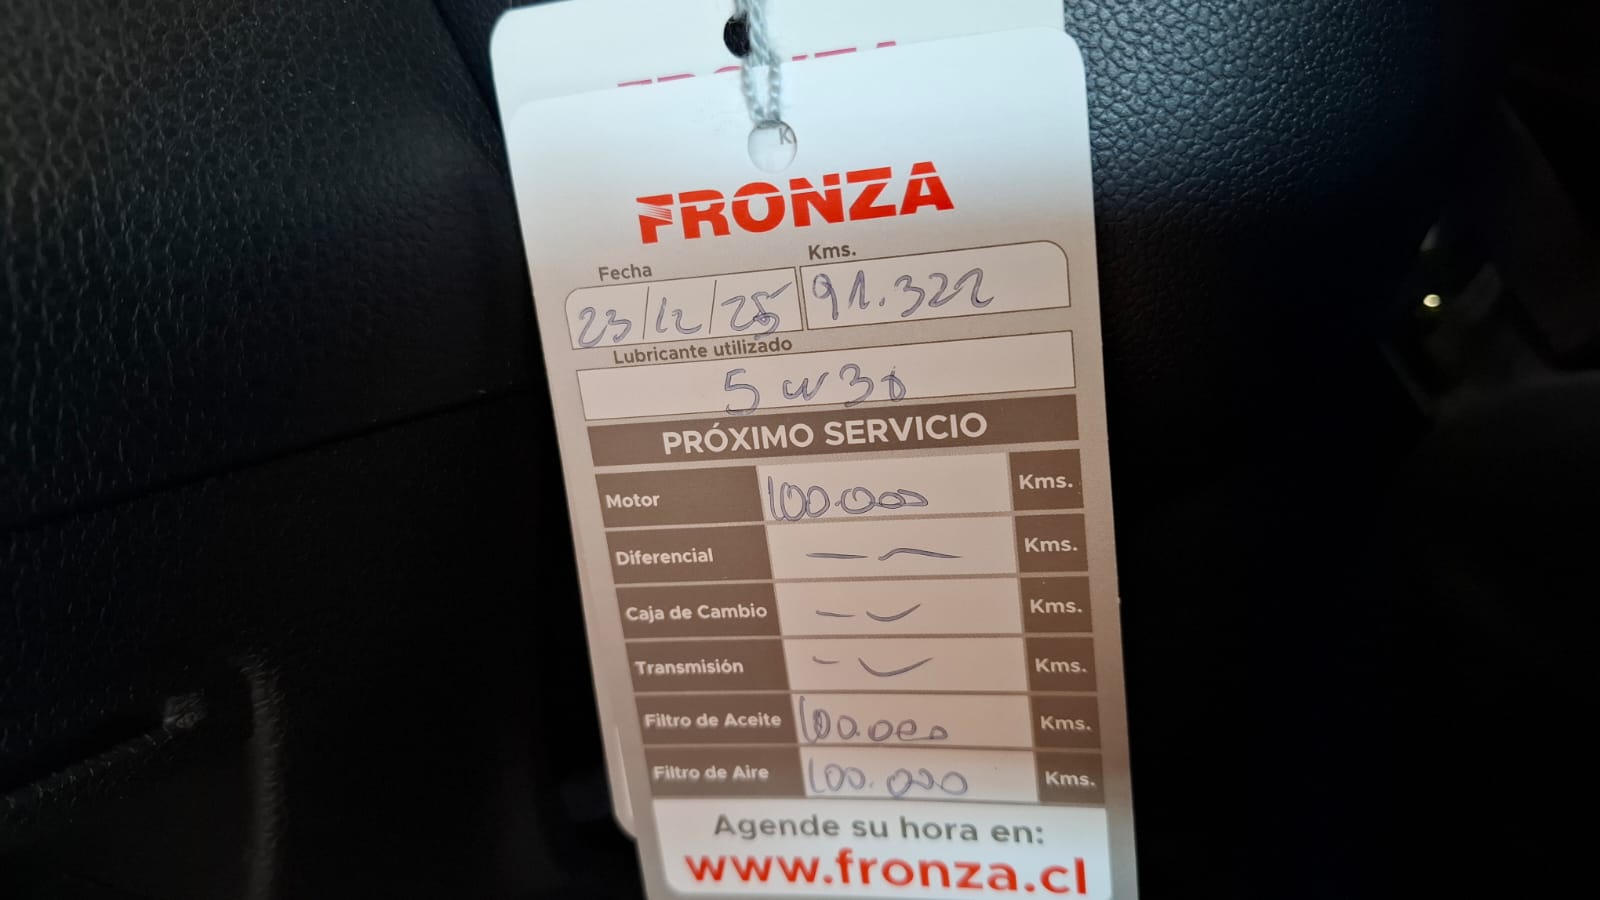 FRONZA
Fecha Kms.
23/12/25 91.322
Lubricante utilizado
5w30
PRÓXIMO SERVICIO
Motor 100.000 Kms.
Diferencial — Kms.
Caja de Cambio — Kms.
Transmisión — Kms.
Filtro de Aceite 100.000 Kms.
Filtro de Aire 100.000 Kms.
Agende su hora en:
www.fronza.cl